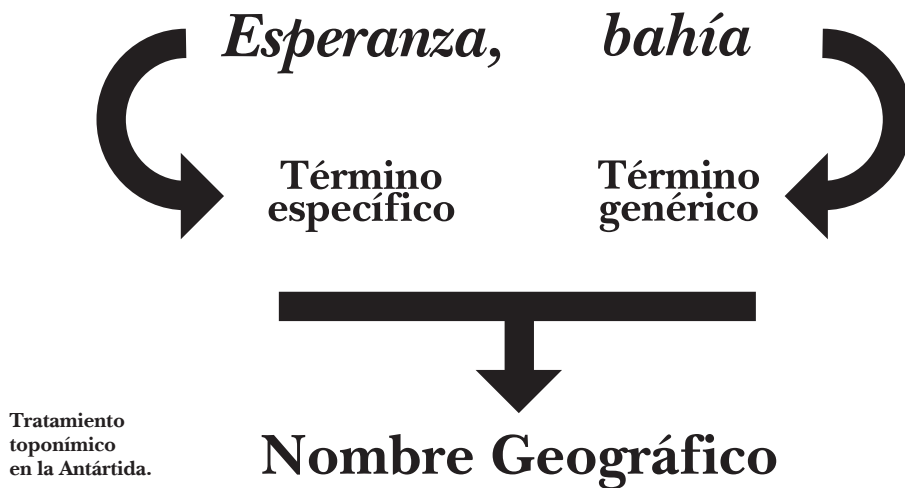 Esperanza, bahía
Término
específico
Término
genérico
Tratamiento
toponímico
en la Antártida.
Nombre Geográfico